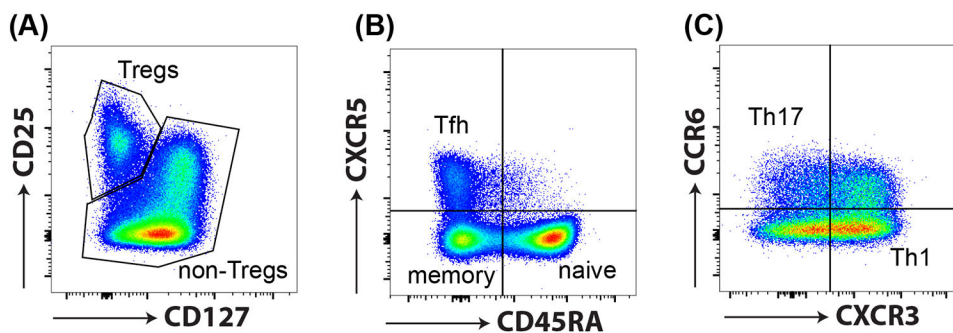 (A)
Tregs
CD25
non-Tregs
CD127
(B)
CXCR5
Tfh
memory
naive
CD45RA
(C)
CCR6
Th17
Th1
CXCR3